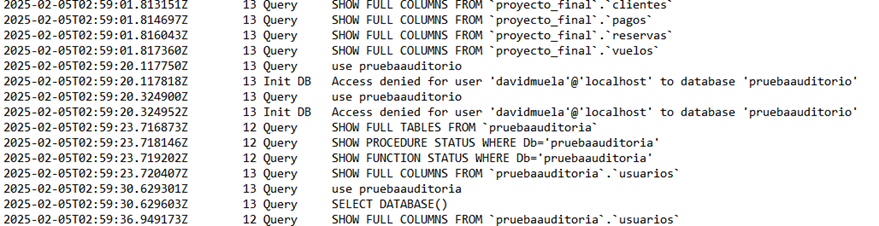 2025-02-05T02:59:01.813151Z 13 Query SHOW FULL COLUMNS FROM `proyecto_final`.`clientes`
2025-02-05T02:59:01.814697Z 13 Query SHOW FULL COLUMNS FROM `proyecto_final`.`pagos`
2025-02-05T02:59:01.816043Z 13 Query SHOW FULL COLUMNS FROM `proyecto_final`.`reservas`
2025-02-05T02:59:01.817360Z 13 Query SHOW FULL COLUMNS FROM `proyecto_final`.`vuelos`
2025-02-05T02:59:20.117750Z 13 Query use pruebaauditorio
2025-02-05T02:59:20.117818Z 13 Init DB Access denied for user 'davidmuela'@'localhost' to database 'pruebaauditorio'
2025-02-05T02:59:20.324900Z 13 Query use pruebaauditorio
2025-02-05T02:59:20.324952Z 13 Init DB Access denied for user 'davidmuela'@'localhost' to database 'pruebaauditorio'
2025-02-05T02:59:23.716873Z 12 Query SHOW FULL TABLES FROM `pruebaauditoria`
2025-02-05T02:59:23.718146Z 12 Query SHOW PROCEDURE STATUS WHERE Db='pruebaauditoria'
2025-02-05T02:59:23.719202Z 12 Query SHOW FUNCTION STATUS WHERE Db='pruebaauditoria'
2025-02-05T02:59:23.720407Z 12 Query SHOW FULL COLUMNS FROM `pruebaauditoria`.`usuarios`
2025-02-05T02:59:30.629301Z 13 Query use pruebaauditoria
2025-02-05T02:59:30.629603Z 13 Query SELECT DATABASE()
2025-02-05T02:59:36.949173Z 12 Query SHOW FULL COLUMNS FROM `pruebaauditoria`.`usuarios`